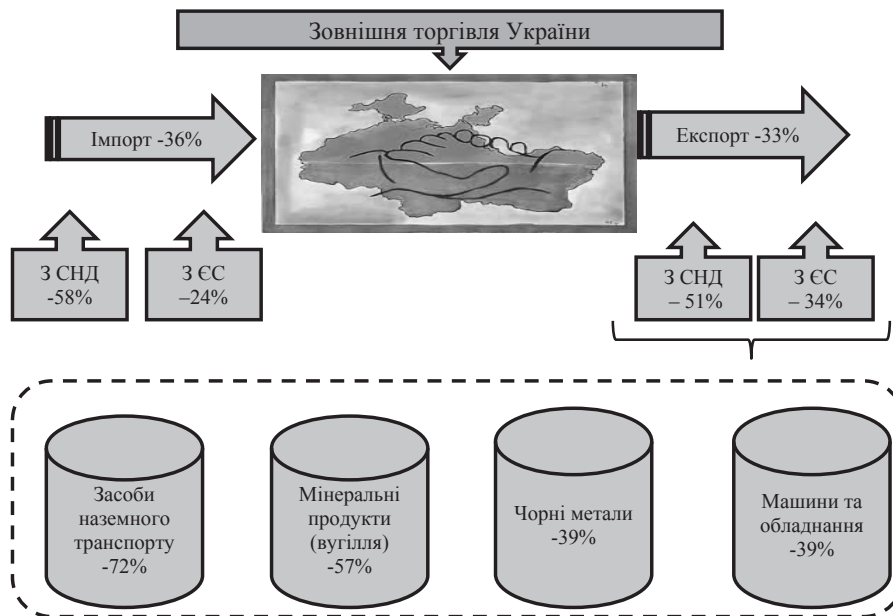 Зовнішня торгівля України
Імпорт -36%
Експорт -33%
З СНД
-58%
З ЄС
–24%
З СНД
– 51%
З ЄС
– 34%
Засоби
наземного
транспорту
-72%
Мінеральні
продукти
(вугілля)
-57%
Чорні метали
-39%
Машини та
обладнання
-39%